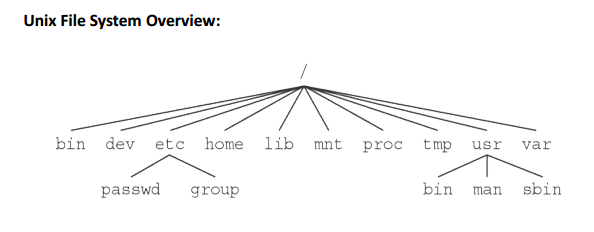 Unix File System Overview:
/
bin dev etc home lib mnt proc tmp usr var
passwd group bin man sbin